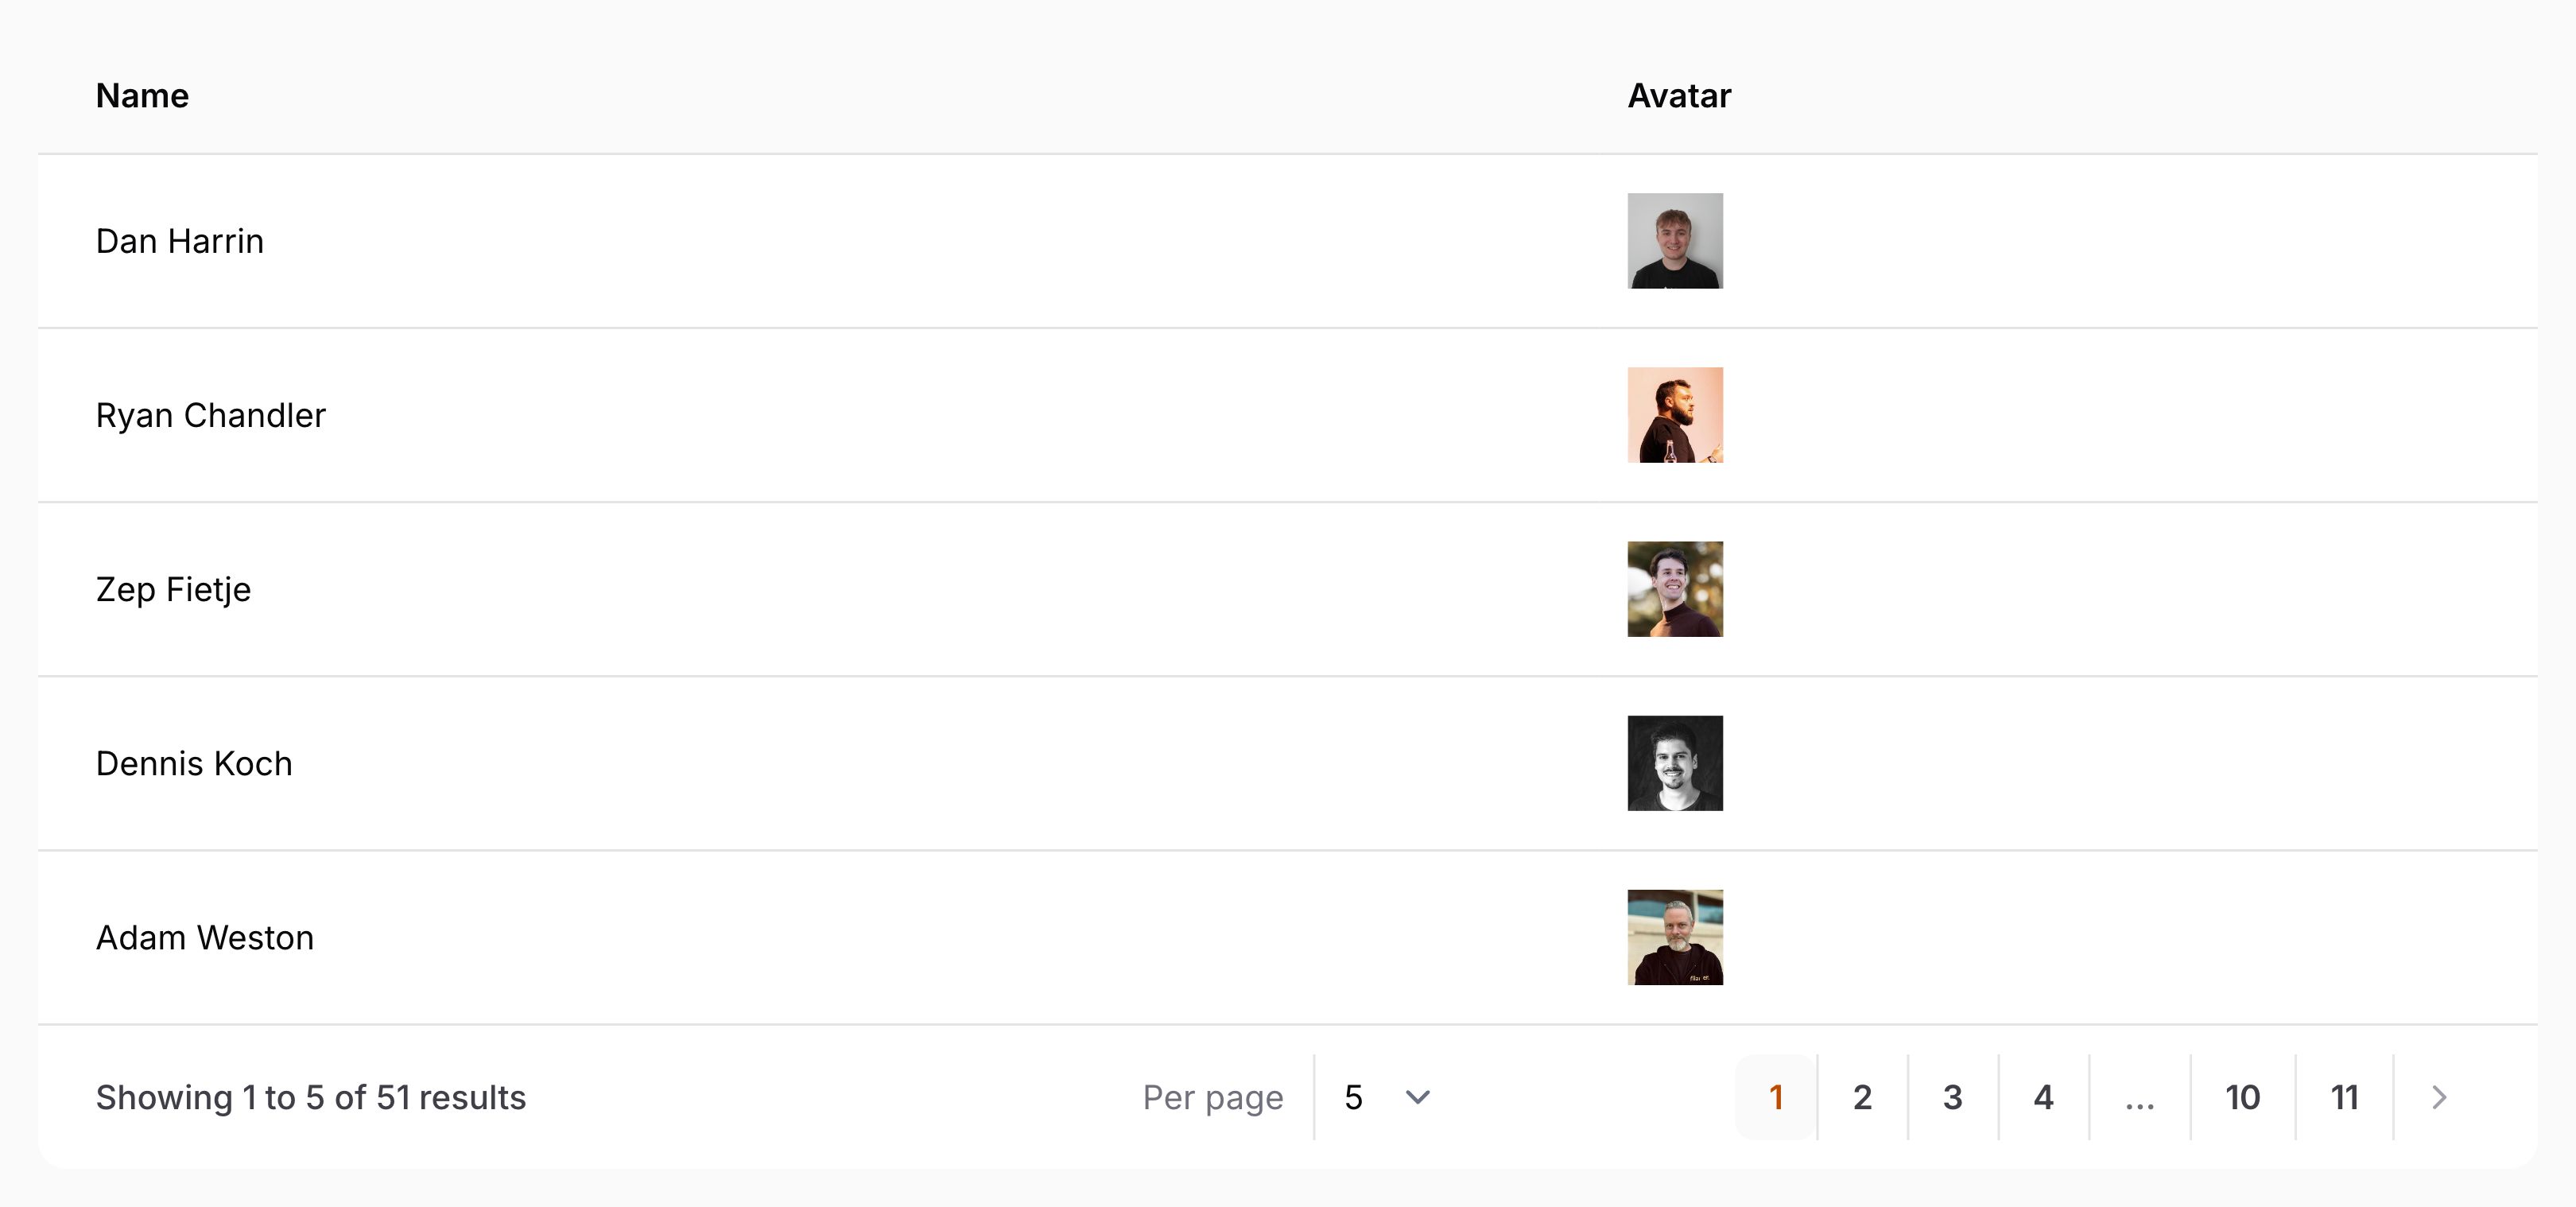 Name Avatar
Dan Harrin
Ryan Chandler
Zep Fietje
Dennis Koch
Adam Weston
Showing 1 to 5 of 51 results Per page 5 1 2 3 4 ... 10 11